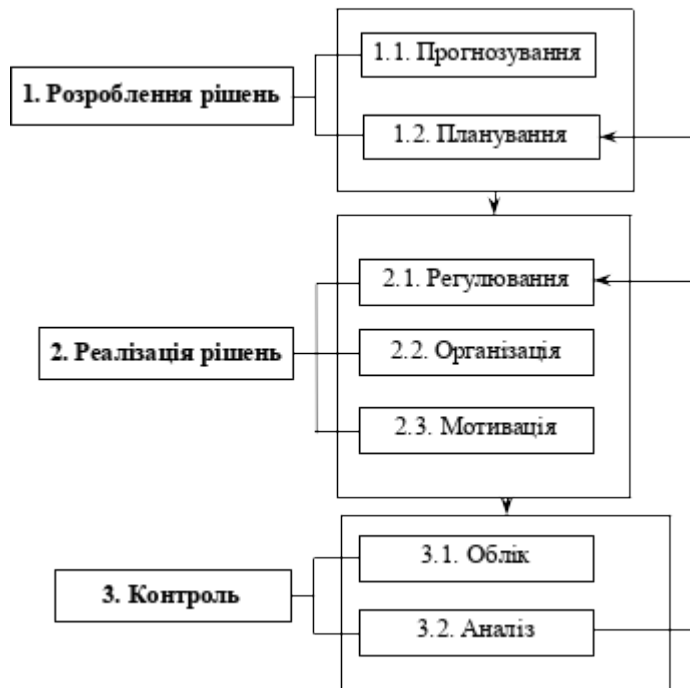 1.1. Прогнозування
1. Розроблення рішень
1.2. Планування
2.1. Регулювання
2. Реалізація рішень
2.2. Організація
2.3. Мотивація
3.1. Облік
3. Контроль
3.2. Аналіз